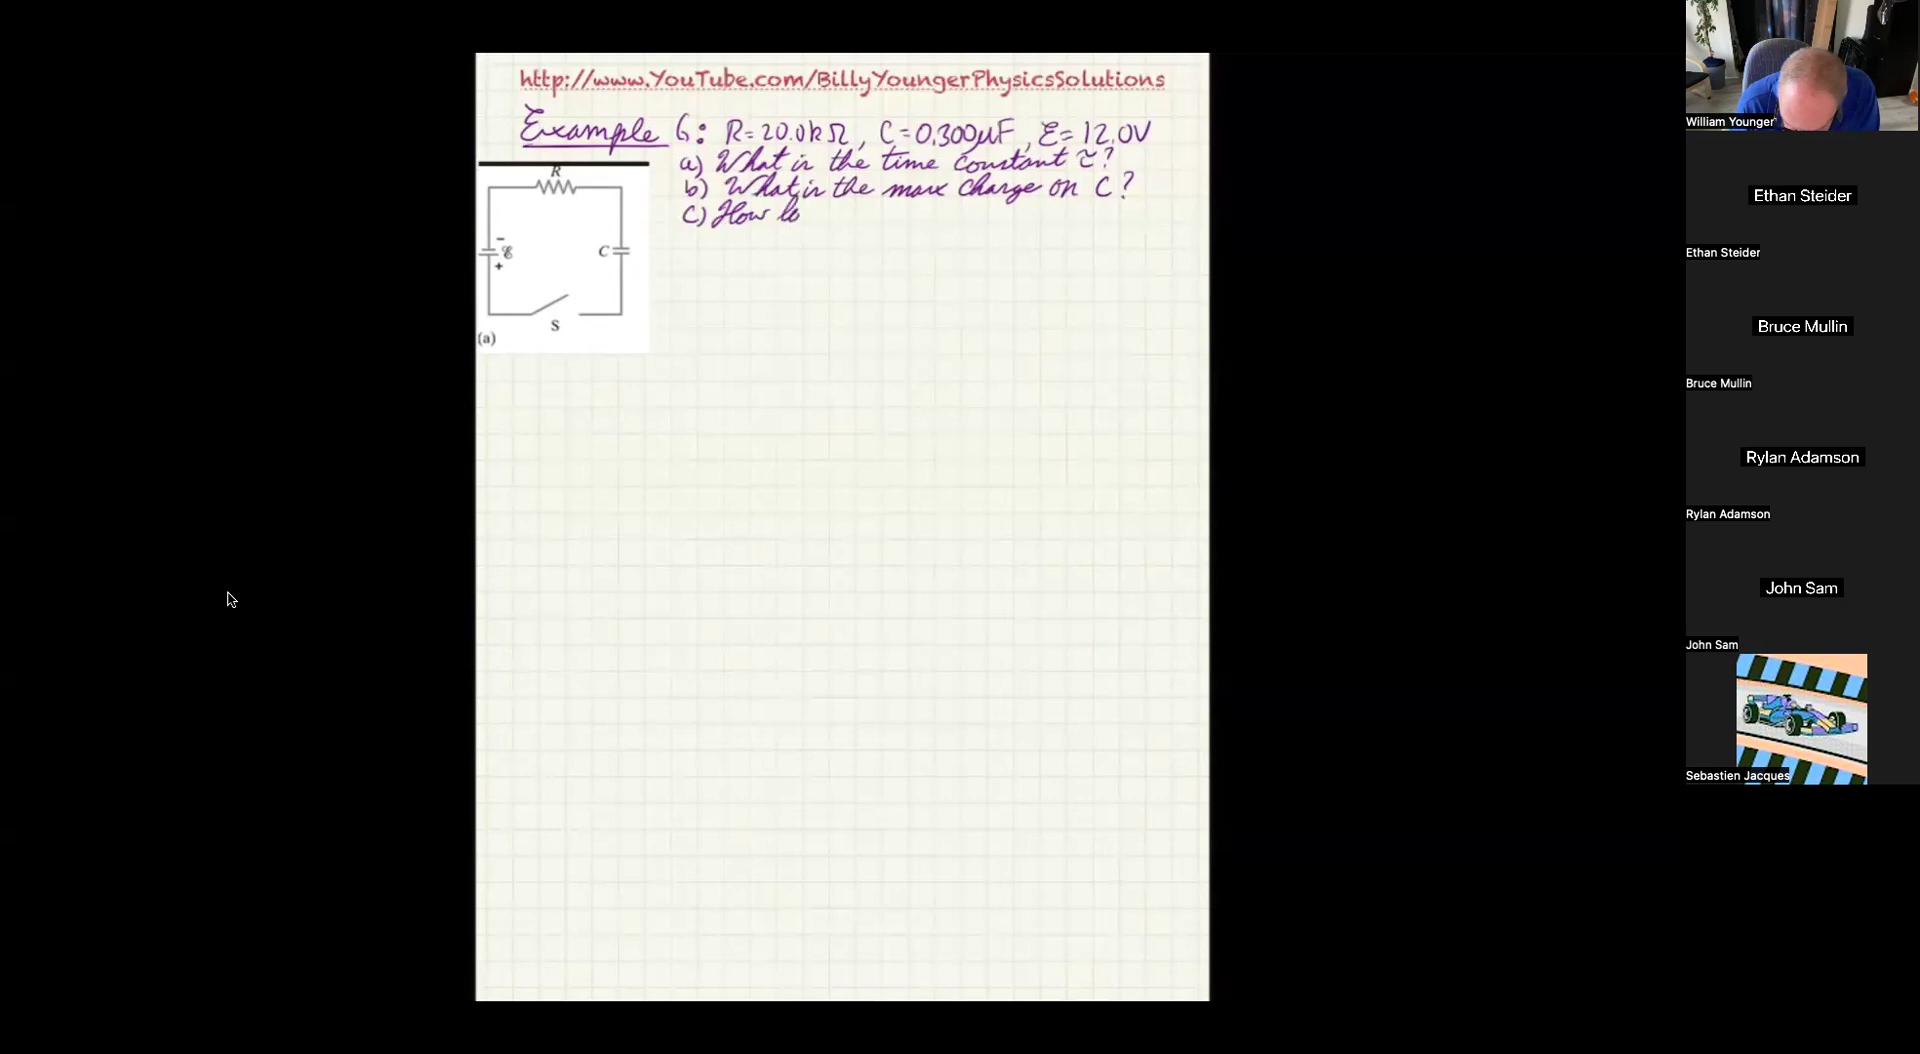 http://www.YouTube.com/BillyYoungerPhysicsSolutions
Example 6: R=20.0kΩ, C=0.300μF, ℰ=12.0V
a) What is the time constant τ?
b) What is the max charge on C?
c) How lo
R
-
ℰ
+
C
S
(a)
William Younger
Ethan Steider
Ethan Steider
Bruce Mullin
Bruce Mullin
Rylan Adamson
Rylan Adamson
John Sam
John Sam
Sebastien Jacques